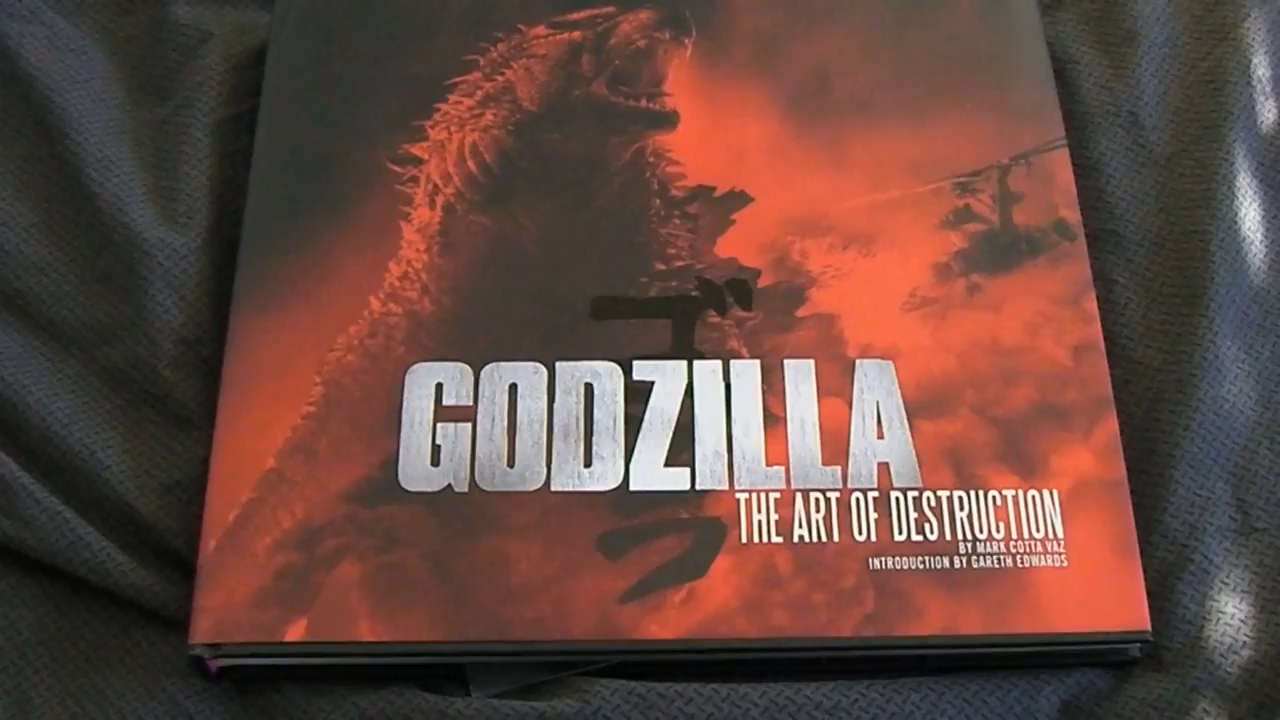 ゴ
GODZILLA
ラ
THE ART OF DESTRUCTION
BY MARK COTTA VAZ
INTRODUCTION BY GARETH EDWARDS